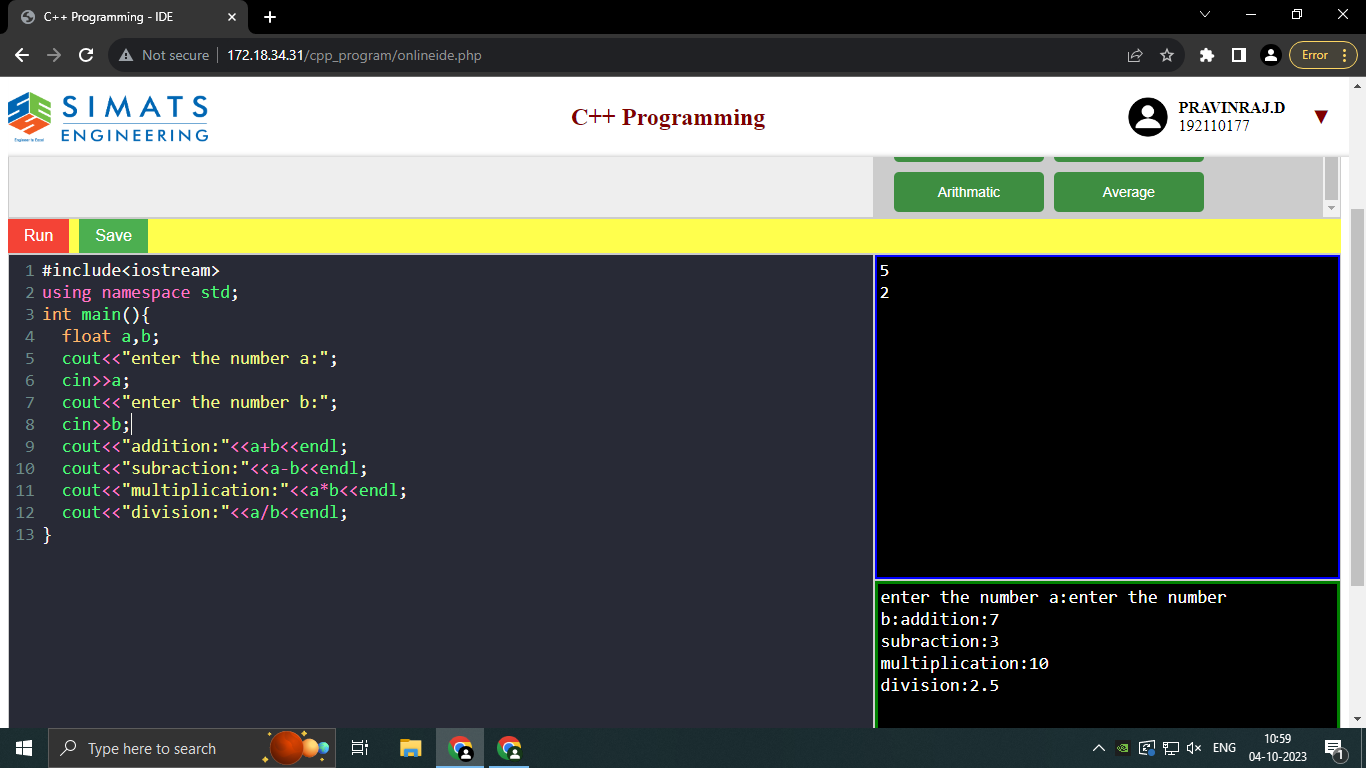 C++ Programming - IDE
Not secure
172.18.34.31/cpp_program/onlineide.php
Error
SIMATS
ENGINEERING
C++ Programming
PRAVINRAJ.D
192110177
Arithmatic
Average
Run
Save
1 #include<iostream>
2 using namespace std;
3 int main(){
4 float a,b;
5 cout<<"enter the number a:";
6 cin>>a;
7 cout<<"enter the number b:";
8 cin>>b;
9 cout<<"addition:"<<a+b<<endl;
10 cout<<"subraction:"<<a-b<<endl;
11 cout<<"multiplication:"<<a*b<<endl;
12 cout<<"division:"<<a/b<<endl;
13 }
5
2
enter the number a:enter the number
b:addition:7
subraction:3
multiplication:10
division:2.5
Type here to search
ENG
10:59
04-10-2023
1